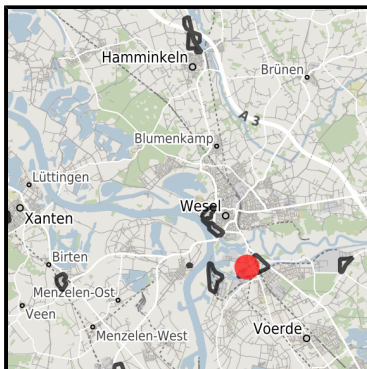 Hamminkeln
Brünen
A 3
Blumenkamp
Lüttingen
Xanten
Wesel
Birten
Menzelen-Ost
Veen
Menzelen-West
Voerde